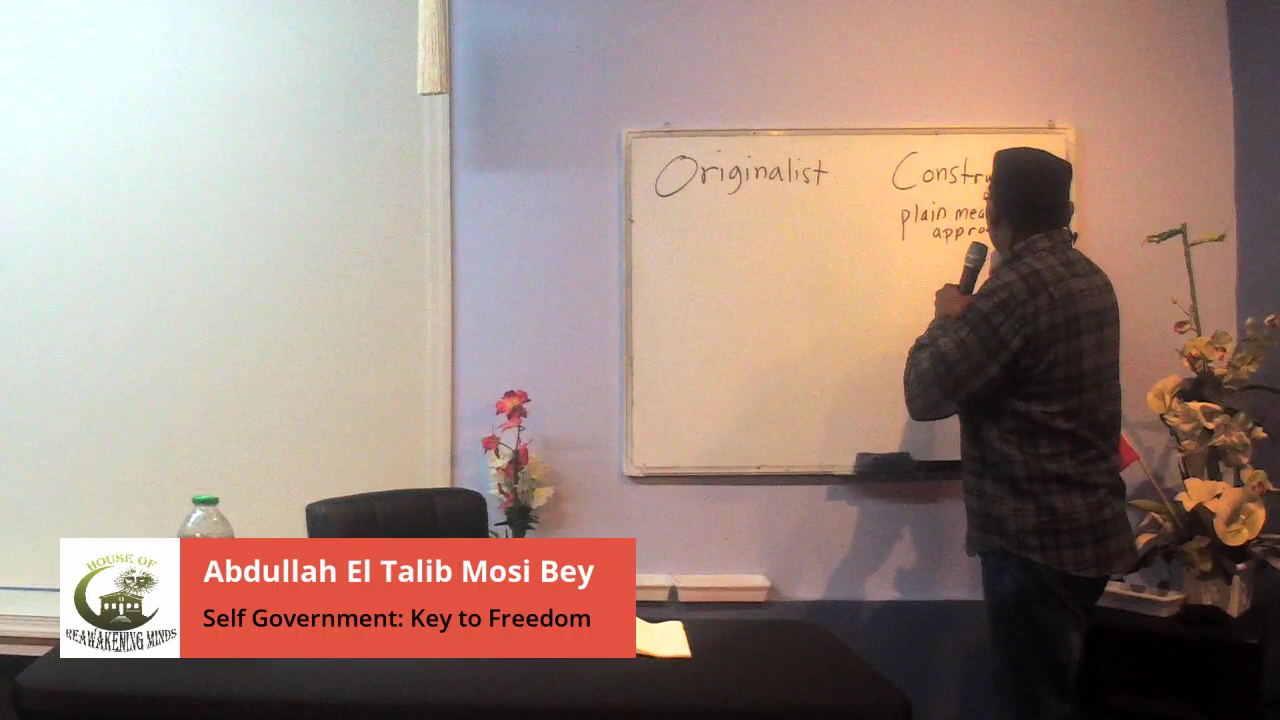 Originalist
Constru
plain mea
appro
HOUSE OF
REAWAKENING MINDS
Abdullah El Talib Mosi Bey
Self Government: Key to Freedom